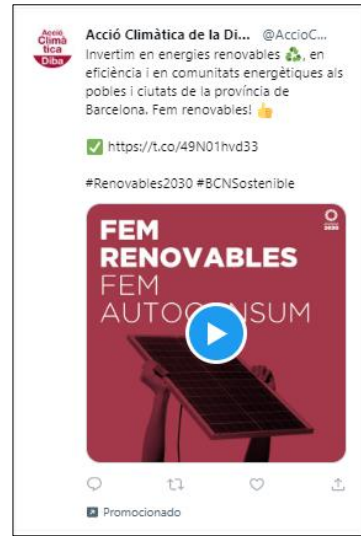 Acció
Climà
tica
Diba
Acció Climàtica de la Di... @AccioC...
Invertim en energies renovables ♻️, en
eficiència i en comunitats energètiques als
pobles i ciutats de la província de
Barcelona. Fem renovables! 👍
✅ https://t.co/49N01hvd33
#Renovables2030 #BCNSostenible
FEM
RENOVABLES
FEM
AUTOCONSUM
Promocionado